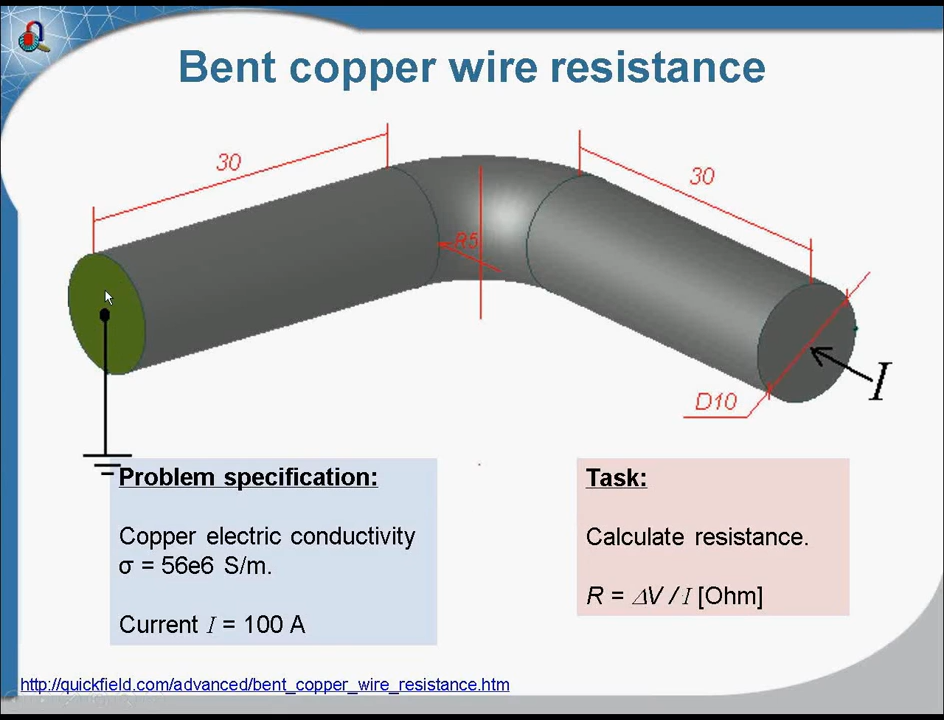 Bent copper wire resistance
30
30
R5
D10
I
Problem specification:
Copper electric conductivity
σ = 56e6 S/m.
Current I = 100 A
Task:
Calculate resistance.
R = ΔV / I [Ohm]
http://quickfield.com/advanced/bent_copper_wire_resistance.htm